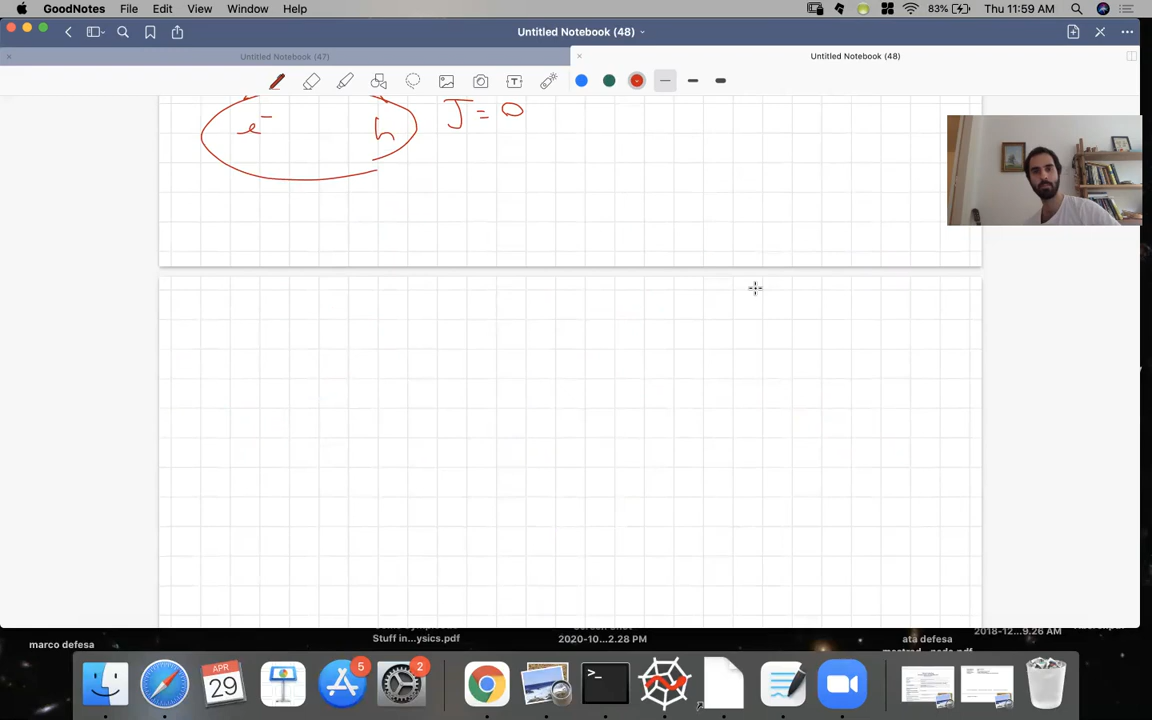 GoodNotes File Edit View Window Help 83% Thu 11:59 AM
Untitled Notebook (48)
Untitled Notebook (47) Untitled Notebook (48)
e⁻ h J = 0
marco defesa
Stuff in...ysics.pdf
2020-10...2.28 PM
ata defesa
2018-12...9.26 AM
5
2
APR
29